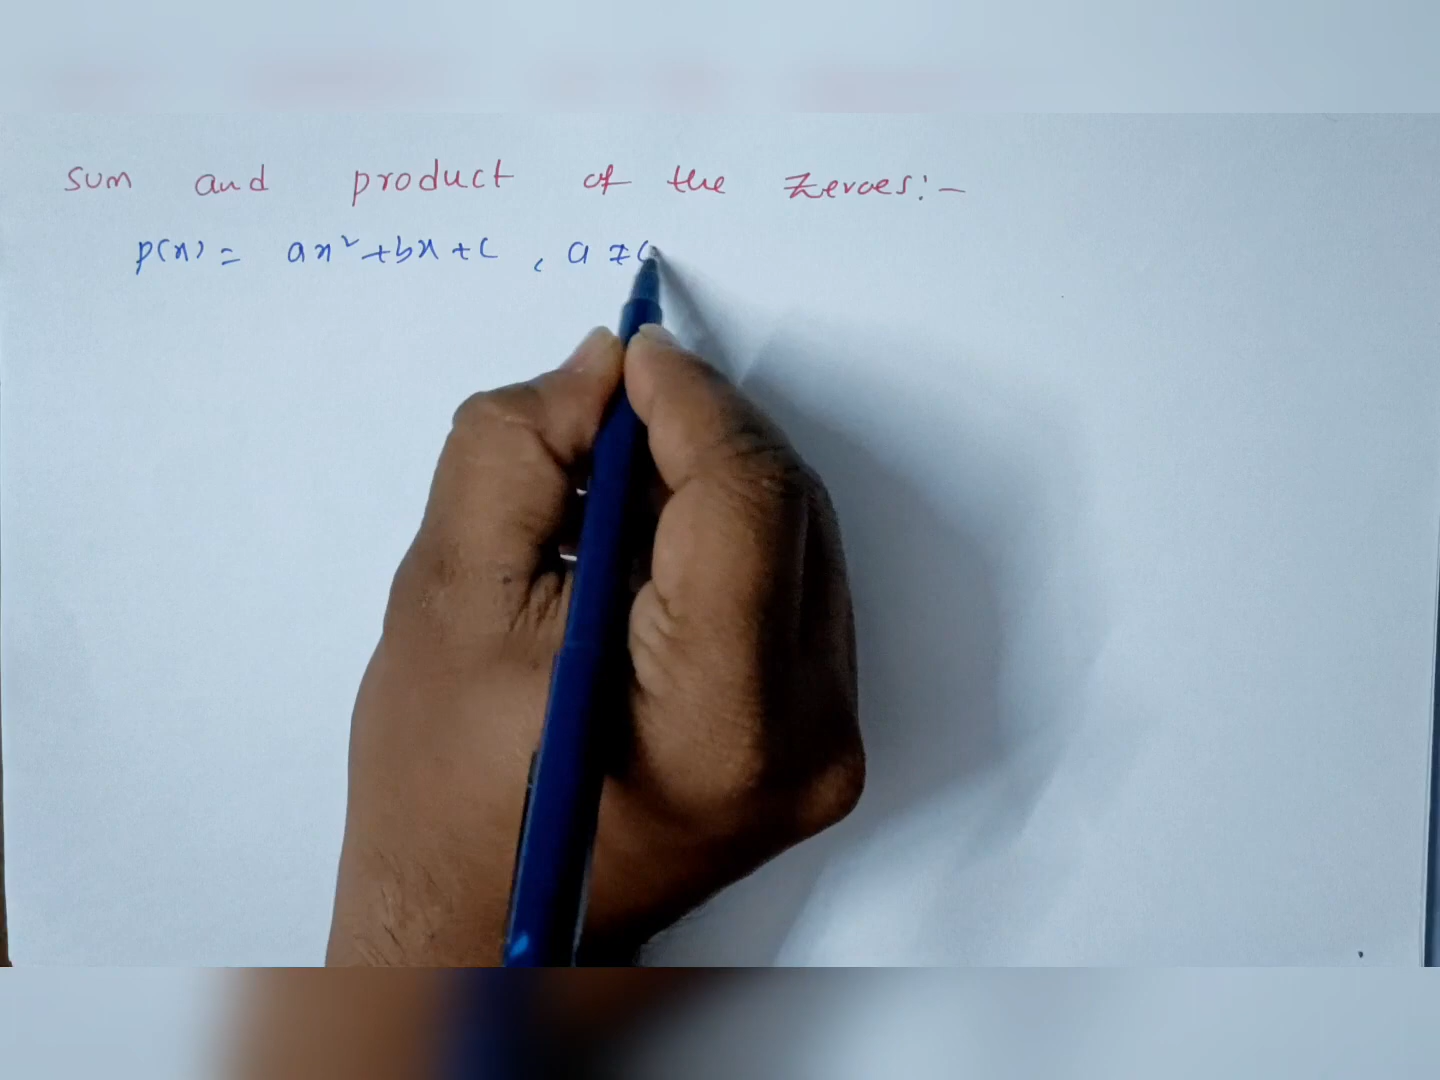 sum and product of the zeroes:-
p(x) = ax²+bx+c , a ≠